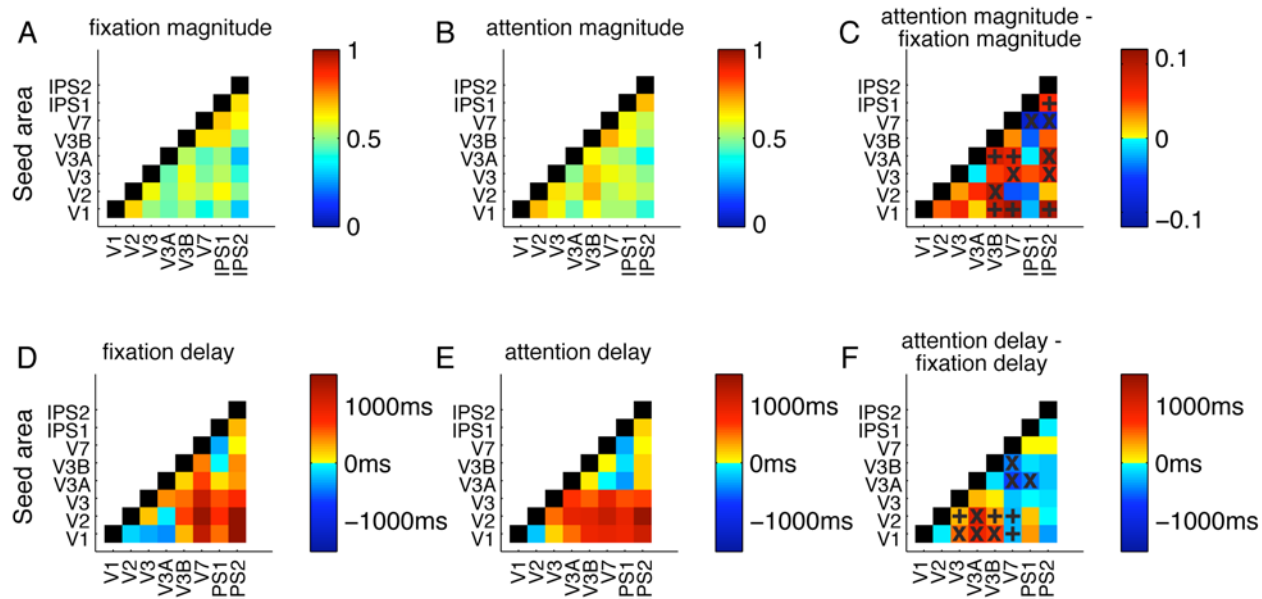 A
fixation magnitude
Seed area
IPS2
IPS1
V7
V3B
V3A
V3
V2
V1
V1
V2
V3
V3A
V3B
V7
IPS1
IPS2
1
0.5
0
B
attention magnitude
IPS2
IPS1
V7
V3B
V3A
V3
V2
V1
V1
V2
V3
V3A
V3B
V7
IPS1
IPS2
1
0.5
0
C
attention magnitude -
fixation magnitude
IPS2
IPS1
V7
V3B
V3A
V3
V2
V1
+
X X
+ + X
X X
X
+ + +
V1
V2
V3
V3A
V3B
V7
IPS1
IPS2
0.1
0
−0.1
D
fixation delay
Seed area
IPS2
IPS1
V7
V3B
V3A
V3
V2
V1
V1
V2
V3
V3A
V3B
V7
PS1
PS2
1000ms
0ms
−1000ms
E
attention delay
IPS2
IPS1
V7
V3B
V3A
V3
V2
V1
V1
V2
V3
V3A
V3B
V7
PS1
PS2
1000ms
0ms
−1000ms
F
attention delay -
fixation delay
IPS2
IPS1
V7
V3B
V3A
V3
V2
V1
X
X X
+ X + +
X X X +
V1
V2
V3
V3A
V3B
V7
PS1
PS2
1000ms
0ms
−1000ms